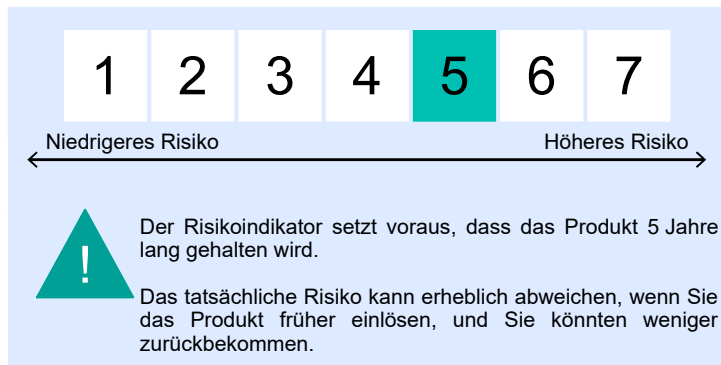 1 2 3 4 5 6 7
Niedrigeres Risiko Höheres Risiko
!
Der Risikoindikator setzt voraus, dass das Produkt 5 Jahre
lang gehalten wird.
Das tatsächliche Risiko kann erheblich abweichen, wenn Sie
das Produkt früher einlösen, und Sie könnten weniger
zurückbekommen.